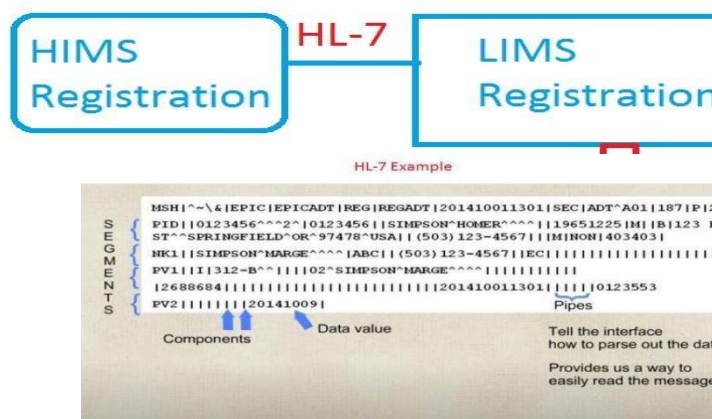 HIMS
Registration
HL-7
LIMS
Registration
HL-7 Example
MSH|^~\&|EPIC|EPICADT|REG|REGADT|201410011301|SEC|ADT^A01|187|P|2
PID||0123456^^^2^|0123456||SIMPSON^HOMER^^^^||19651225|M||B|123
ST^^SPRINGFIELD^OR^97478^USA||(503)123-4567|||M|NON|403403|
NK1||SIMPSON^MARGE^^^^|ABC||(503)123-4567||EC|||||||||||||||||||
PV1||I|312-B^^||||02^SIMPSON^MARGE^^^^|||||||||||
|2688684|||||||||||||||||||||||||201410011301||||||0123553
PV2||||||||20141009|
SEGMENTS
Components
Data value
Pipes
Tell the interface
how to parse out the dat
Provides us a way to
easily read the message